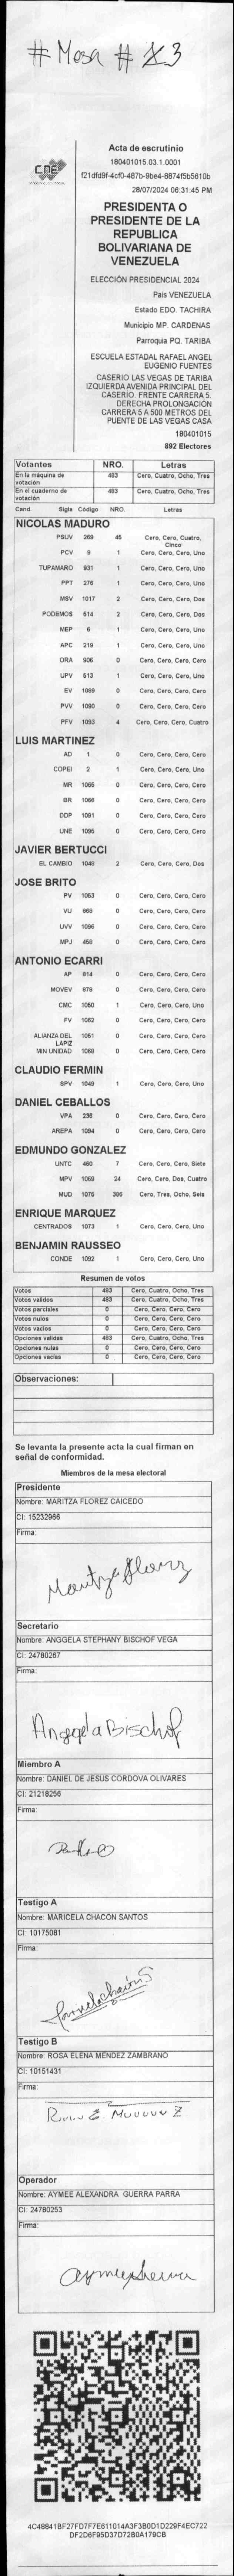 # Mesa #
Acta de escrutinio
180401015.03.1.0001
f21dfd9f-4cf0-487b-9be4-8874f5b5610b
28/07/2024 06:31:45 PM
CNE
PRESIDENTA O
PRESIDENTE DE LA
REPUBLICA
BOLIVARIANA DE
VENEZUELA
ELECCIÓN PRESIDENCIAL 2024
País VENEZUELA
Estado EDO. TACHIRA
Municipio MP. CARDENAS
Parroquia PQ. TARIBA
ESCUELA ESTADAL RAFAEL ANGEL
EUGENIO FUENTES
CASERIO LAS VEGAS DE TARIBA
IZQUIERDA AVENIDA PRINCIPAL DEL
CASERÍO. FRENTE CARRERA 5.
DERECHA PROLONGACIÓN
CARRERA 5 A 500 METROS DEL
PUENTE DE LAS VEGAS CASA
180401015
892 Electores
Votantes NRO. Letras
En la máquina de votación 483 Cero, Cuatro, Ocho, Tres
En el cuaderno de votación 483 Cero, Cuatro, Ocho, Tres
Cand. Sigla Código NRO. Letras
NICOLAS MADURO
PSUV 269 45 Cero, Cero, Cuatro, Cinco
PCV 9 1 Cero, Cero, Cero, Uno
TUPAMARO 931 1 Cero, Cero, Cero, Uno
PPT 276 1 Cero, Cero, Cero, Uno
MSV 1017 2 Cero, Cero, Cero, Dos
PODEMOS 614 2 Cero, Cero, Cero, Dos
MEP 6 1 Cero, Cero, Cero, Uno
APC 219 1 Cero, Cero, Cero, Uno
ORA 906 0 Cero, Cero, Cero, Cero
UPV 513 1 Cero, Cero, Cero, Uno
EV 1089 0 Cero, Cero, Cero, Cero
PVV 1090 0 Cero, Cero, Cero, Cero
PFV 1093 4 Cero, Cero, Cero, Cuatro
LUIS MARTINEZ
AD 1 0 Cero, Cero, Cero, Cero
COPEI 2 1 Cero, Cero, Cero, Uno
MR 1065 0 Cero, Cero, Cero, Cero
BR 1066 0 Cero, Cero, Cero, Cero
DDP 1091 0 Cero, Cero, Cero, Cero
UNE 1095 0 Cero, Cero, Cero, Cero
JAVIER BERTUCCI
EL CAMBIO 1048 2 Cero, Cero, Cero, Dos
JOSE BRITO
PV 1053 0 Cero, Cero, Cero, Cero
VU 868 0 Cero, Cero, Cero, Cero
UVV 1096 0 Cero, Cero, Cero, Cero
MPJ 458 0 Cero, Cero, Cero, Cero
ANTONIO ECARRI
AP 814 0 Cero, Cero, Cero, Cero
MOVEV 878 0 Cero, Cero, Cero, Cero
CMC 1050 1 Cero, Cero, Cero, Uno
FV 1062 0 Cero, Cero, Cero, Cero
ALIANZA DEL LAPIZ 1051 0 Cero, Cero, Cero, Cero
MIN UNIDAD 1068 0 Cero, Cero, Cero, Cero
CLAUDIO FERMIN
SPV 1049 1 Cero, Cero, Cero, Uno
DANIEL CEBALLOS
VPA 236 0 Cero, Cero, Cero, Cero
AREPA 1094 0 Cero, Cero, Cero, Cero
EDMUNDO GONZALEZ
UNTC 460 7 Cero, Cero, Cero, Siete
MPV 1069 24 Cero, Cero, Dos, Cuatro
MUD 1075 386 Cero, Tres, Ocho, Seis
ENRIQUE MARQUEZ
CENTRADOS 1073 1 Cero, Cero, Cero, Uno
BENJAMIN RAUSSEO
CONDE 1092 1 Cero, Cero, Cero, Uno
Resumen de votos
Votos 483 Cero, Cuatro, Ocho, Tres
Votos validos 483 Cero, Cuatro, Ocho, Tres
Votos parciales 0 Cero, Cero, Cero, Cero
Votos nulos 0 Cero, Cero, Cero, Cero
Votos vacios 0 Cero, Cero, Cero, Cero
Opciones validas 483 Cero, Cuatro, Ocho, Tres
Opciones nulas 0 Cero, Cero, Cero, Cero
Opciones vacias 0 Cero, Cero, Cero, Cero
Observaciones:
Se levanta la presente acta la cual firman en
señal de conformidad.
Miembros de la mesa electoral
Presidente
Nombre: MARITZA FLOREZ CAICEDO
CI: 15232966
Firma:
Secretario
Nombre: ANGGELA STEPHANY BISCHOF VEGA
CI: 24780267
Firma:
Anggela Bischof
Miembro A
Nombre: DANIEL DE JESUS CORDOVA OLIVARES
CI: 21218256
Firma:
Testigo A
Nombre: MARICELA CHACÓN SANTOS
CI: 10175081
Firma:
Testigo B
Nombre: ROSA ELENA MENDEZ ZAMBRANO
CI: 10151431
Firma:
Operador
Nombre: AYMEE ALEXANDRA GUERRA PARRA
CI: 24780253
Firma:
4C48841BF27FD7F7E611014A3F3B0D1D229F4EC722
DF2D6F95D37D72B0A179CB